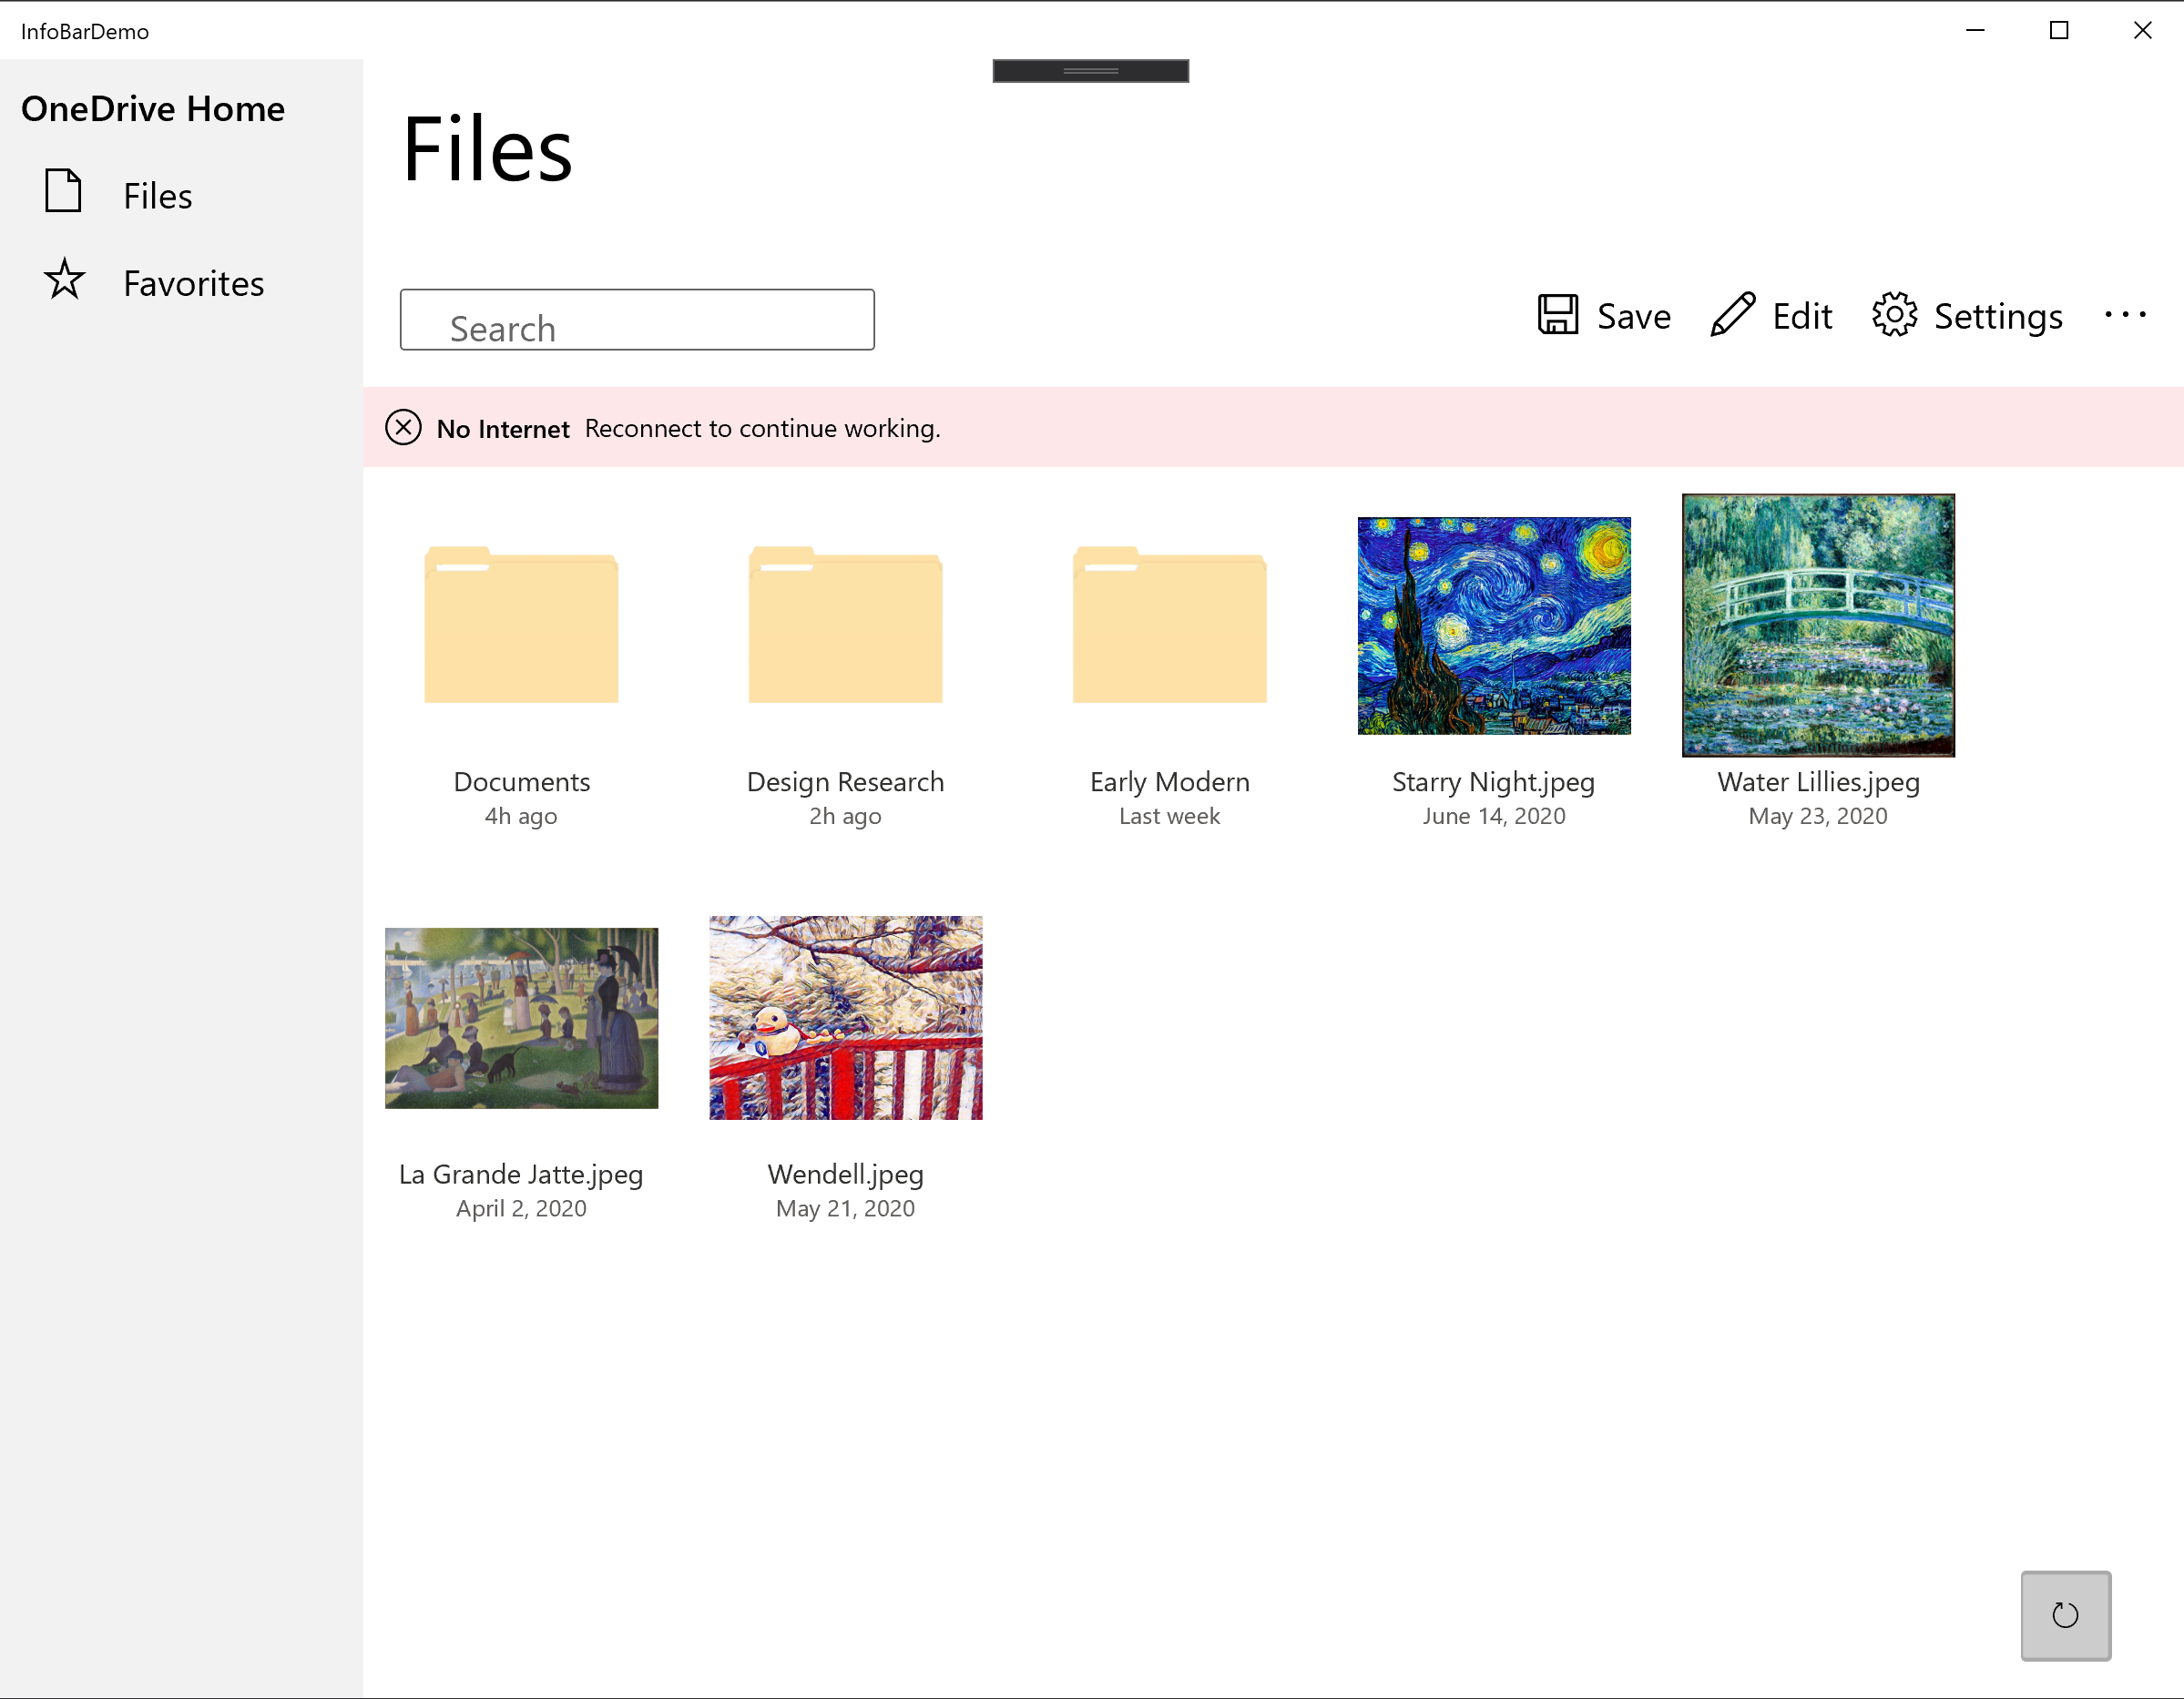 InfoBarDemo
OneDrive Home
Files
Favorites
Files
Search
Save Edit Settings
No Internet Reconnect to continue working.
Documents Design Research Early Modern Starry Night.jpeg Water Lillies.jpeg
4h ago 2h ago Last week June 14, 2020 May 23, 2020
La Grande Jatte.jpeg Wendell.jpeg
April 2, 2020 May 21, 2020